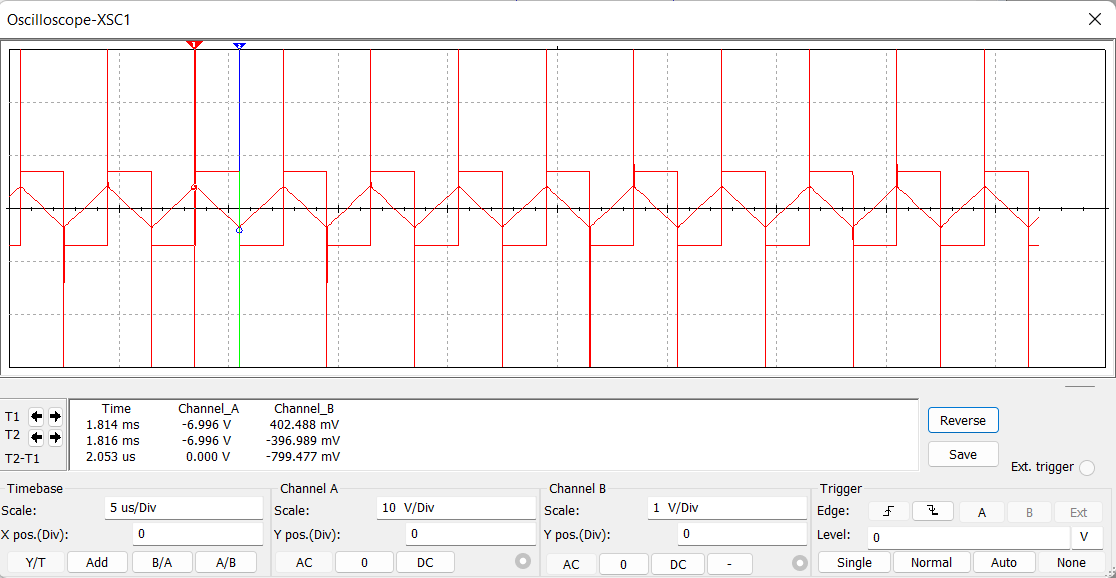 Oscilloscope-XSC1
1 2
Time Channel_A Channel_B
T1 1.814 ms -6.996 V 402.488 mV
T2 1.816 ms -6.996 V -396.989 mV
T2-T1 2.053 us 0.000 V -799.477 mV
Reverse
Save
Ext. trigger
Timebase
Scale: 5 us/Div
X pos.(Div): 0
Y/T Add B/A A/B
Channel A
Scale: 10 V/Div
Y pos.(Div): 0
AC 0 DC
Channel B
Scale: 1 V/Div
Y pos.(Div): 0
AC 0 DC -
Trigger
Edge: A B Ext
Level: 0 V
Single Normal Auto None